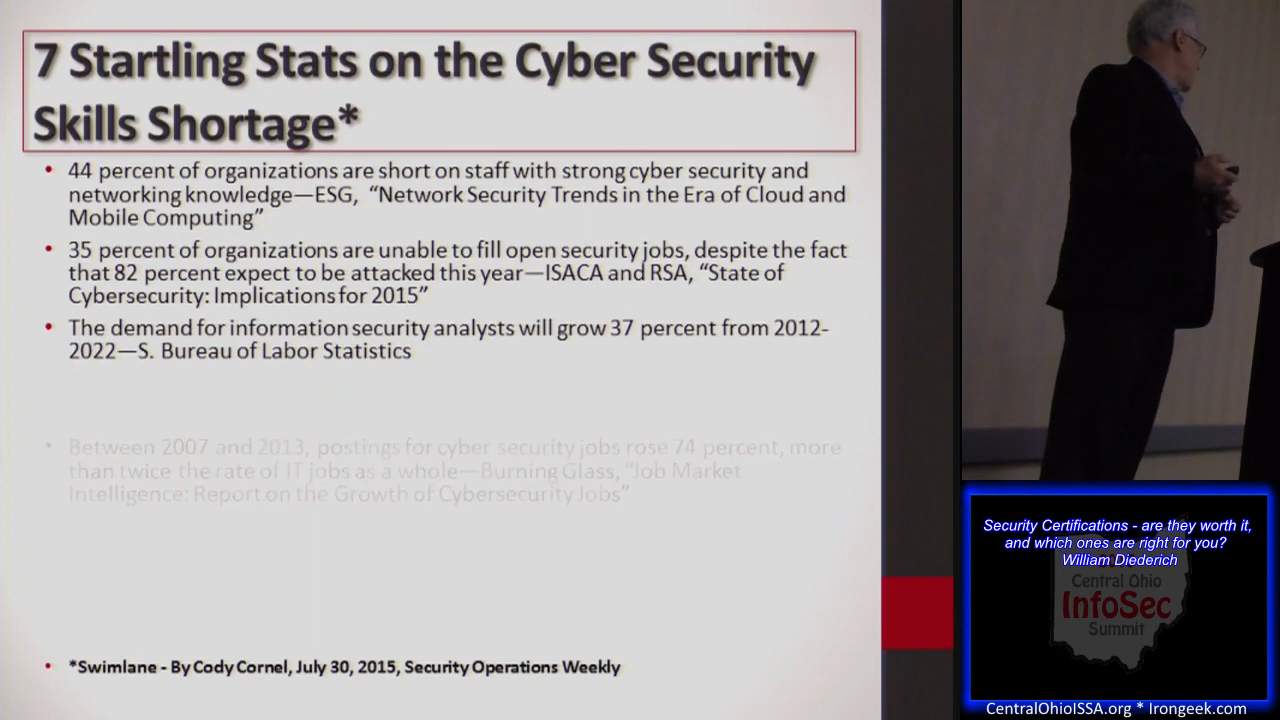 7 Startling Stats on the Cyber Security
Skills Shortage*
• 44 percent of organizations are short on staff with strong cyber security and
networking knowledge—ESG, “Network Security Trends in the Era of Cloud and
Mobile Computing”
• 35 percent of organizations are unable to fill open security jobs, despite the fact
that 82 percent expect to be attacked this year—ISACA and RSA, “State of
Cybersecurity: Implications for 2015”
• The demand for information security analysts will grow 37 percent from 2012-
2022—S. Bureau of Labor Statistics
• Between 2007 and 2013, postings for cyber security jobs rose 74 percent, more
than twice the rate of IT jobs as a whole—Burning Glass, “Job Market
Intelligence: Report on the Growth of Cybersecurity Jobs”
• *Swimlane - By Cody Cornel, July 30, 2015, Security Operations Weekly
Security Certifications - are they worth it,
and which ones are right for you?
William Diederich
Central Ohio
InfoSec
Summit
CentralOhioISSA.org * Irongeek.com